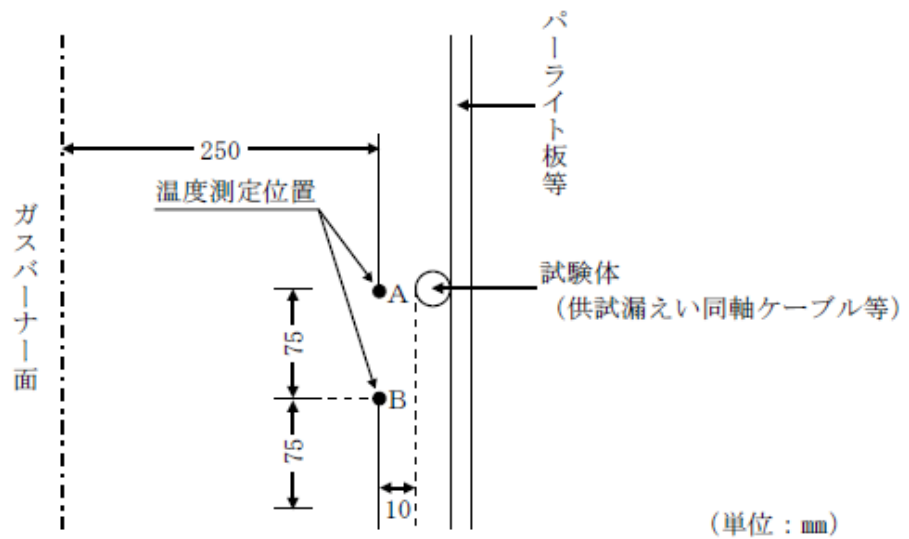 パーライト板等
250
温度測定位置
ガスバーナー面
A
試験体
(供試漏えい同軸ケーブル等)
75
B
75
10
(単位:㎜)